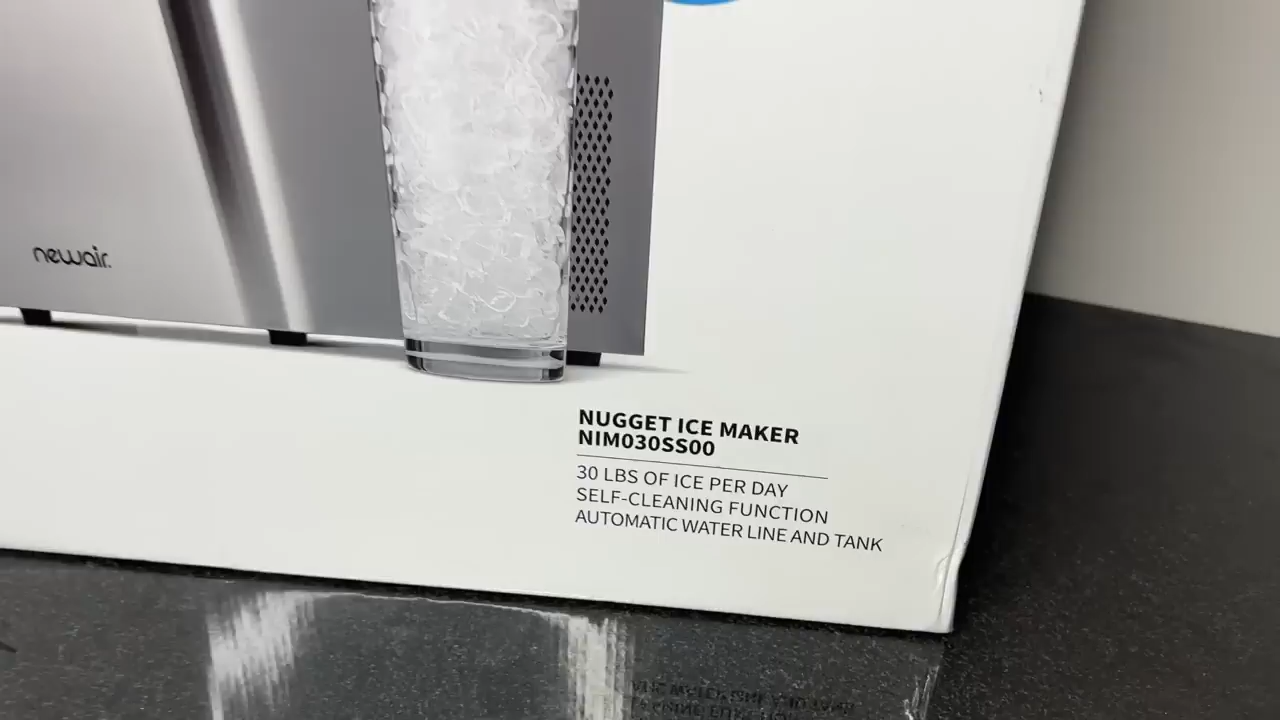 newair.
NUGGET ICE MAKER
NIM030SS00
30 LBS OF ICE PER DAY
SELF-CLEANING FUNCTION
AUTOMATIC WATER LINE AND TANK